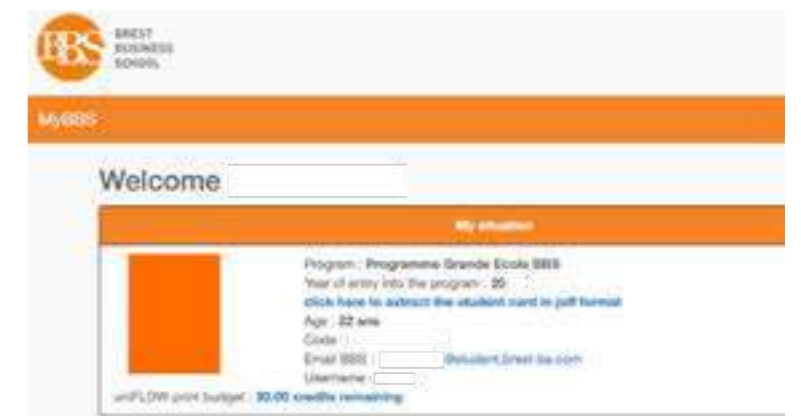 BBS
BREST
BUSINESS
SCHOOL
MyBBS
Welcome
My situation
Program : Programme Grande Ecole BBS
Year of entry into the program : 20
click here to extract the student card in pdf format
Age : 22 ans
Code :
Email BBS : @student.brest-bs.com
Username :
uniFLOW print budget : 30.00 credits remaining